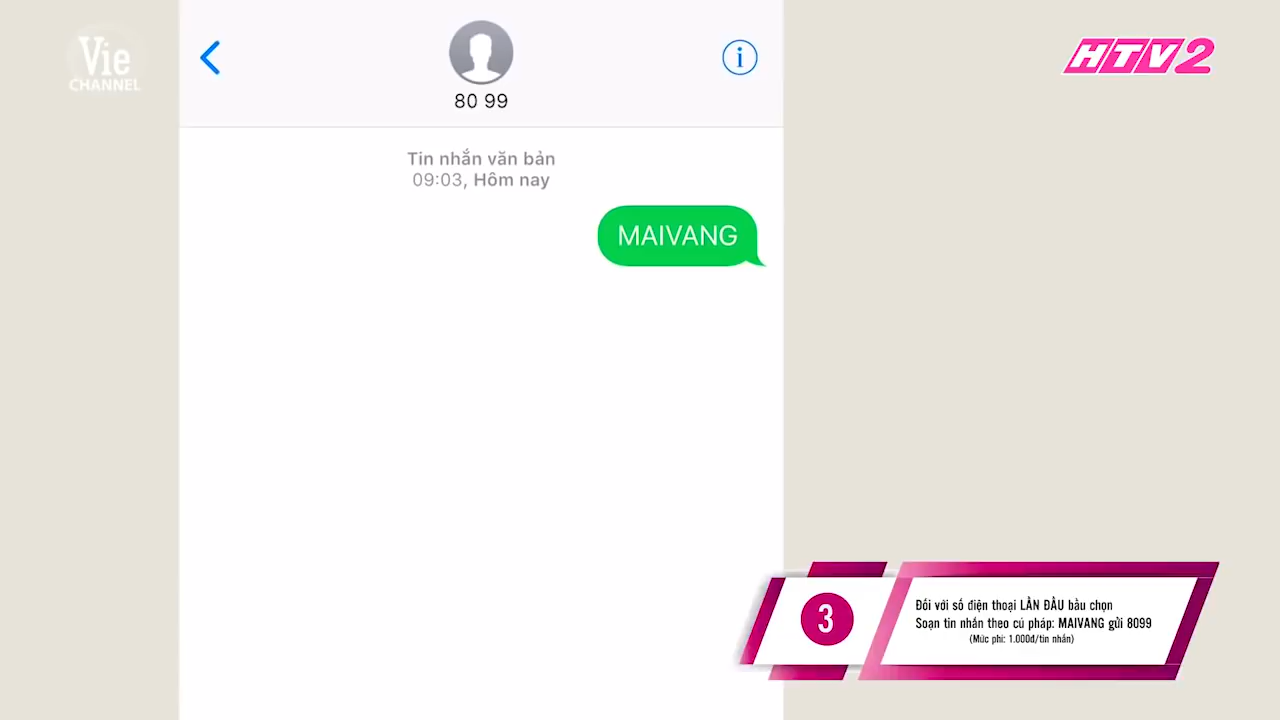 Vie
CHANNEL
HTV2
80 99
Tin nhắn văn bản
09:03, Hôm nay
MAIVANG
3
Đối với số điện thoại LẦN ĐẦU bầu chọn
Soạn tin nhắn theo cú pháp: MAIVANG gửi 8099
(Mức phí: 1.000đ/tin nhắn)